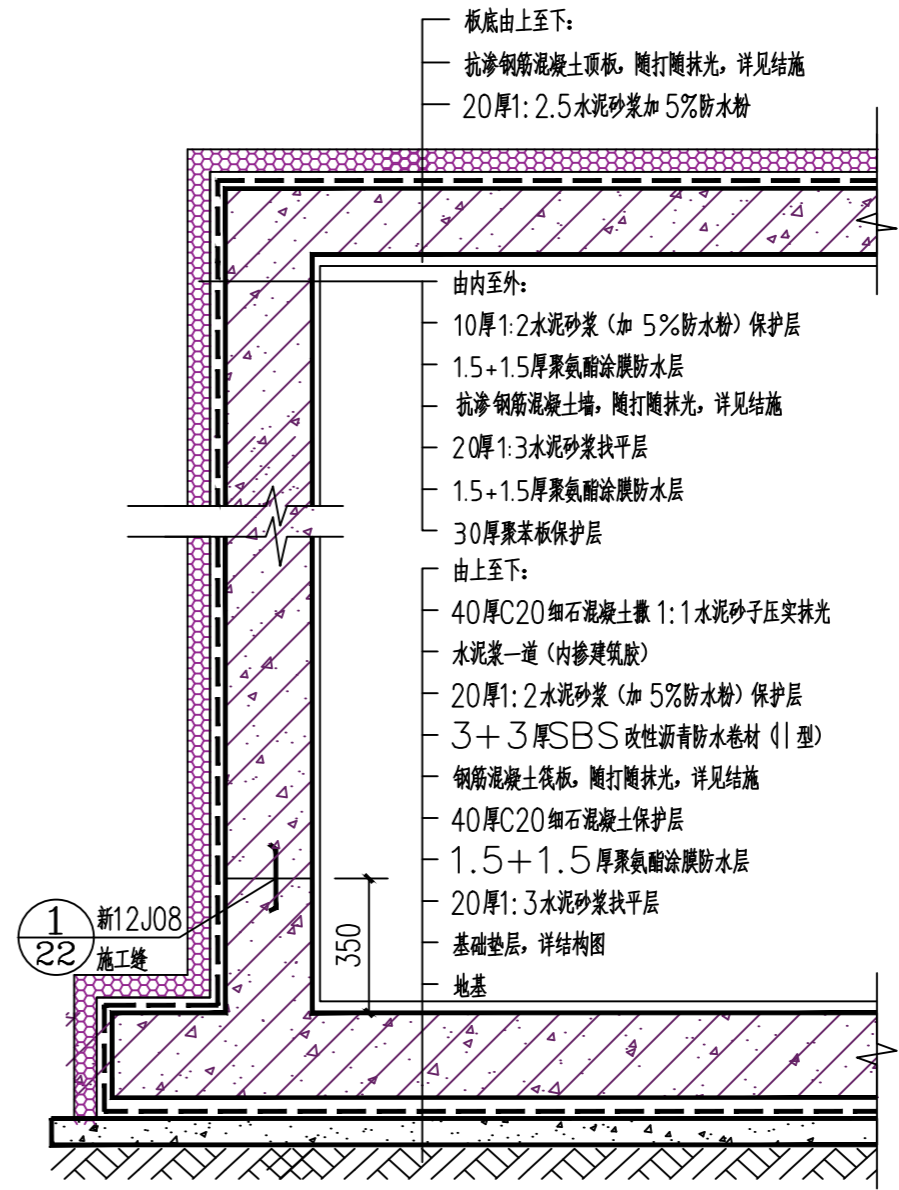 板底由上至下:
抗渗钢筋混凝土顶板, 随打随抹光, 详见结施
20厚1:2.5水泥砂浆加 5%防水粉
由内至外:
10厚1:2水泥砂浆 (加 5%防水粉) 保护层
1.5+1.5厚聚氨酯涂膜防水层
抗渗钢筋混凝土墙, 随打随抹光, 详见结施
20厚1:3水泥砂浆找平层
1.5+1.5厚聚氨酯涂膜防水层
30厚聚苯板保护层
由上至下:
40厚C20细石混凝土撒 1:1水泥砂子压实抹光
水泥浆一道 (内掺建筑胶)
20厚1:2水泥砂浆 (加 5%防水粉) 保护层
3+3厚SBS改性沥青防水卷材 (II型)
钢筋混凝土筏板, 随打随抹光, 详见结施
40厚C20细石混凝土保护层
1.5+1.5厚聚氨酯涂膜防水层
20厚1:3水泥砂浆找平层
基础垫层, 详结构图
地基
1
22
新12J08
施工缝
350